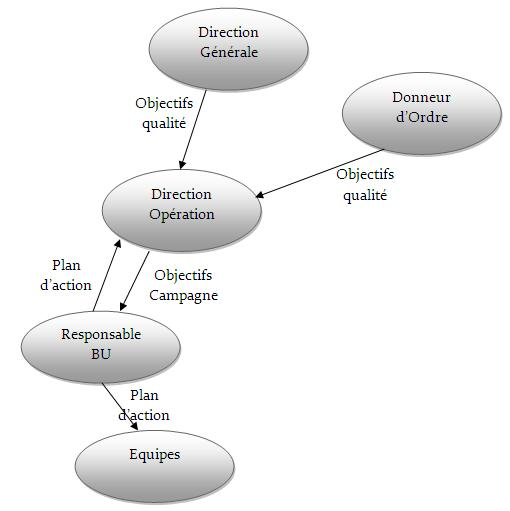 Direction
Générale
Objectifs
qualité
Donneur
d'Ordre
Objectifs
qualité
Direction
Opération
Plan
d'action
Objectifs
Campagne
Responsable
BU
Plan
d'action
Equipes